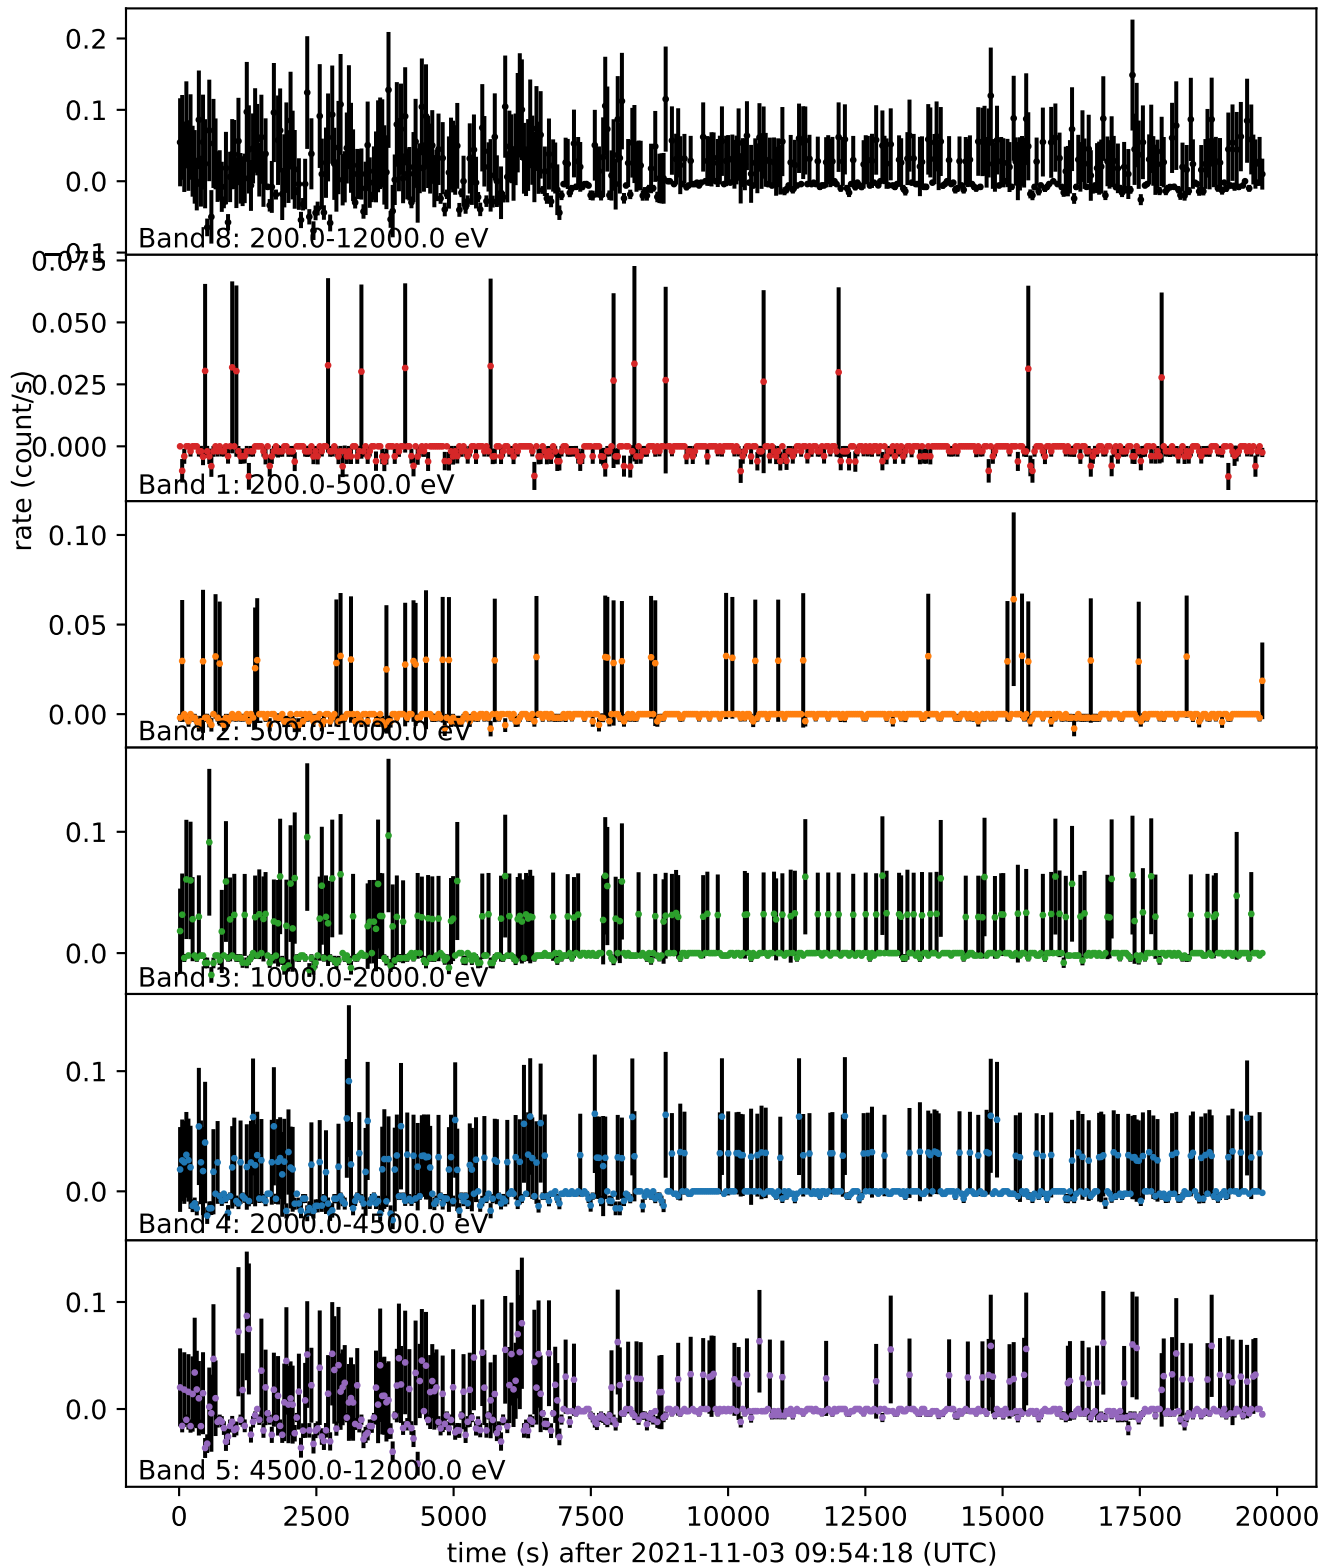 0.2
0.1
0.0
−0.1
Band 8: 200.0-12000.0 eV
0.075
0.050
0.025
0.000
Band 1: 200.0-500.0 eV
rate (count/s)
0.10
0.05
0.00
Band 2: 500.0-1000.0 eV
0.1
0.0
Band 3: 1000.0-2000.0 eV
0.1
0.0
Band 4: 2000.0-4500.0 eV
0.1
0.0
Band 5: 4500.0-12000.0 eV
0 2500 5000 7500 10000 12500 15000 17500 20000
time (s) after 2021-11-03 09:54:18 (UTC)